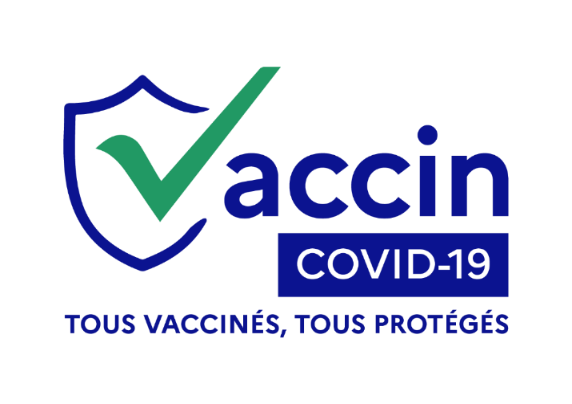 Vaccin
COVID-19
TOUS VACCINÉS, TOUS PROTÉGÉS